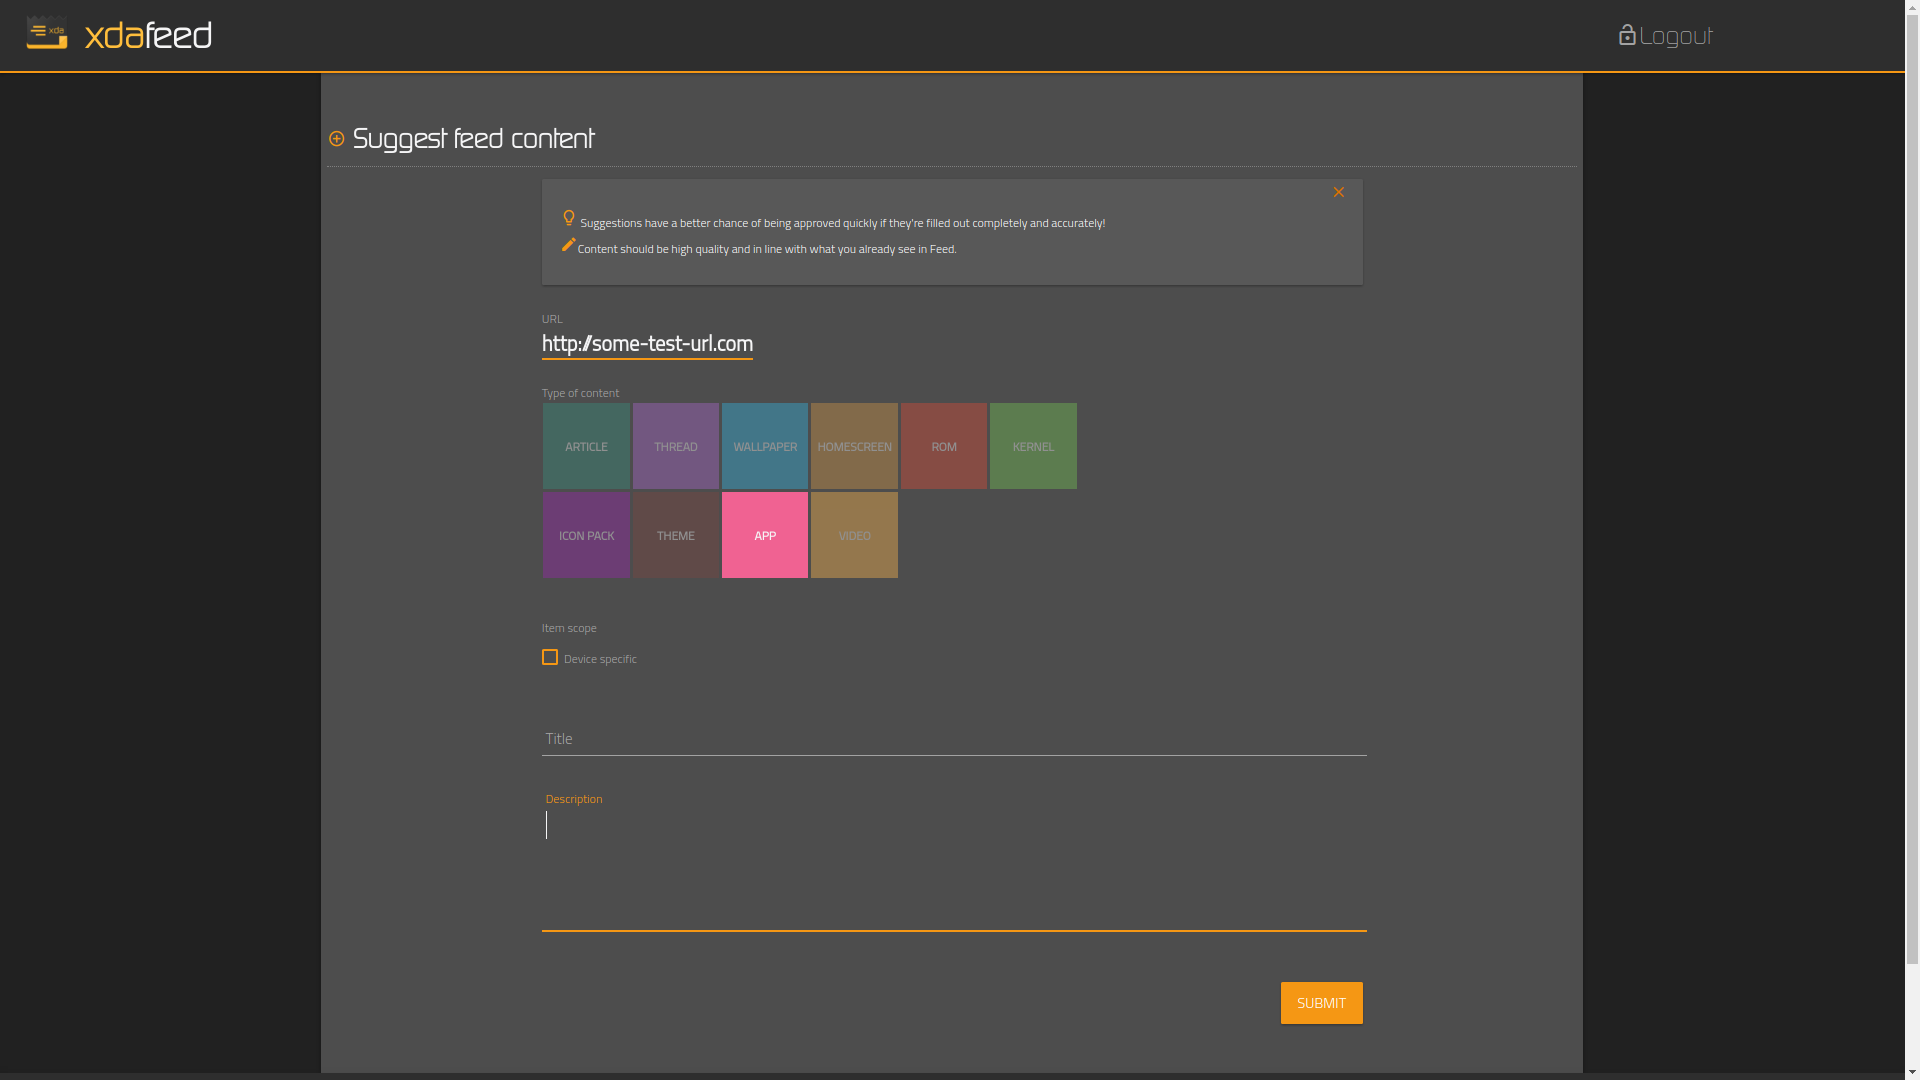 xda
xdafeed
Logout
Suggest feed content
Suggestions have a better chance of being approved quickly if they're filled out completely and accurately!
Content should be high quality and in line with what you already see in Feed.
URL
http://some-test-url.com
Type of content
ARTICLE THREAD WALLPAPER HOMESCREEN ROM KERNEL
ICON PACK THEME APP VIDEO
Item scope
Device specific
Title
Description
SUBMIT